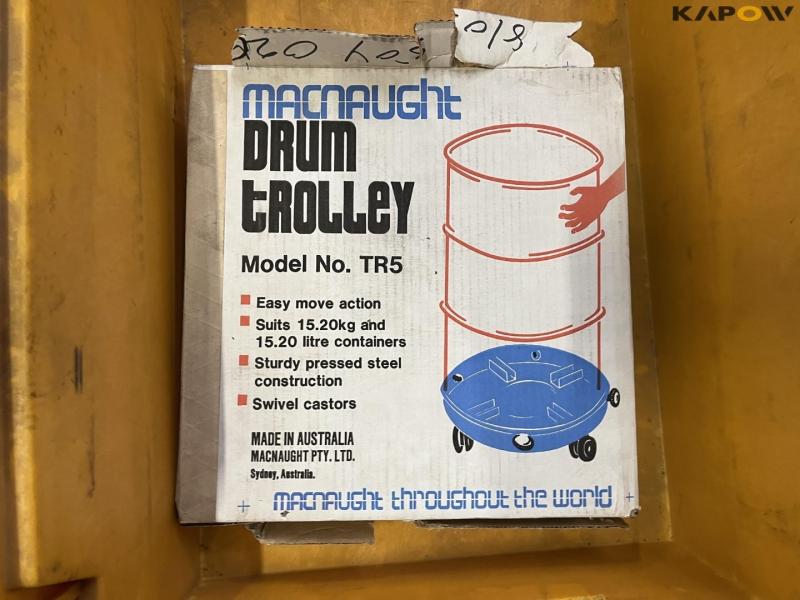 KAPOW
MACNAUGHt
DRUM
tROLLEY
Model No. TR5
Easy move action
Suits 15.20kg and
15.20 litre containers
Sturdy pressed steel
construction
Swivel castors
MADE IN AUSTRALIA
MACNAUGHT PTY. LTD.
Sydney, Australia.
MACNAUGHt throughout the world